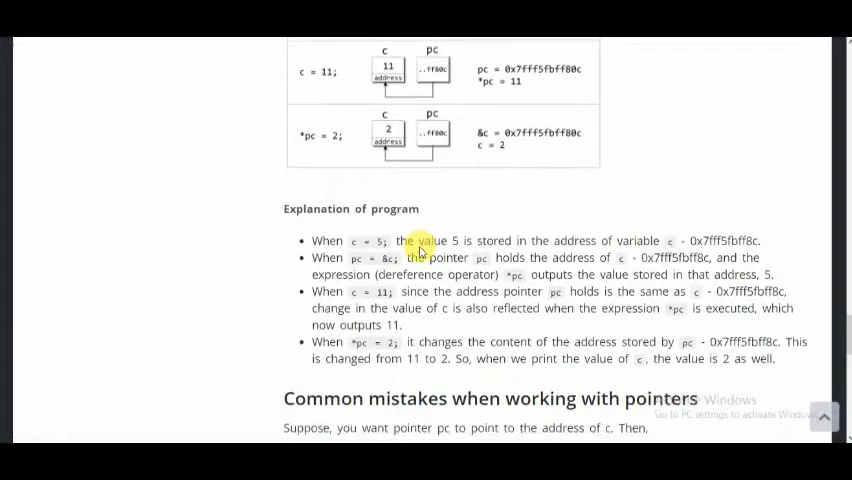 c pc
c = 11; 11 ..ff80c pc = 0x7fff5fbff80c
address *pc = 11
c pc
*pc = 2; 2 ..ff80c &c = 0x7fff5fbff80c
address c = 2
Explanation of program
• When c = 5; the value 5 is stored in the address of variable c - 0x7fff5fbff8c.
• When pc = &c; the pointer pc holds the address of c - 0x7fff5fbff8c, and the
expression (dereference operator) *pc outputs the value stored in that address, 5.
• When c = 11; since the address pointer pc holds is the same as c - 0x7fff5fbff8c,
change in the value of c is also reflected when the expression *pc is executed, which
now outputs 11.
• When *pc = 2; it changes the content of the address stored by pc - 0x7fff5fbff8c. This
is changed from 11 to 2. So, when we print the value of c, the value is 2 as well.
Common mistakes when working with pointers
Windows
Go to PC settings to activate Windows.
Suppose, you want pointer pc to point to the address of c. Then,